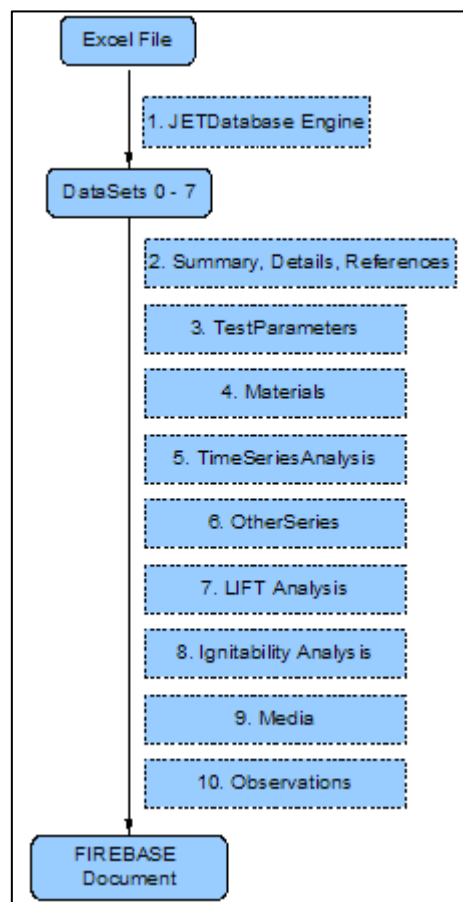 Excel File
1. JETDatabase Engine
DataSets 0 - 7
2. Summary, Details, References
3. TestParameters
4. Materials
5. TimeSeriesAnalysis
6. OtherSeries
7. LIFT Analysis
8. Ignitability Analysis
9. Media
10. Observations
FIREBASE
Document